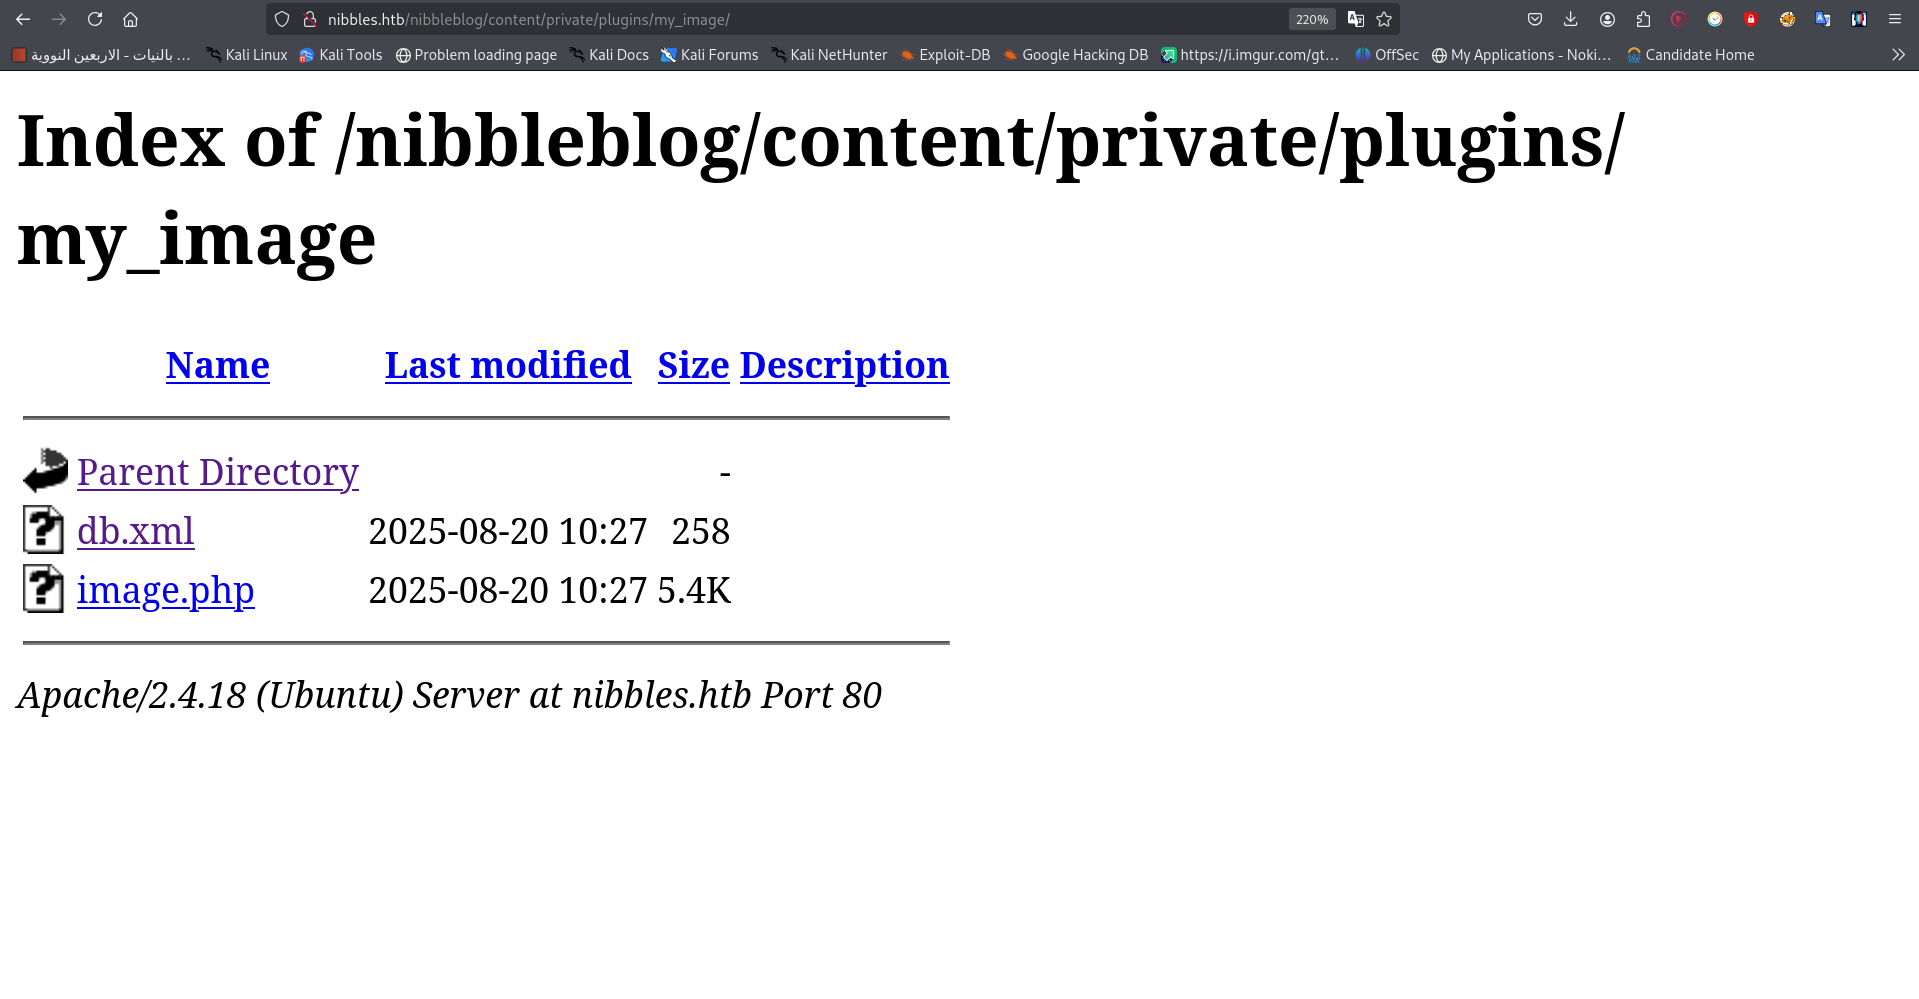 nibbles.htb/nibbleblog/content/private/plugins/my_image/ 220%
بالنيات - الاربعين النووية ... Kali Linux Kali Tools Problem loading page Kali Docs Kali Forums Kali NetHunter Exploit-DB Google Hacking DB https://i.imgur.com/gt... OffSec My Applications - Noki... Candidate Home
Index of /nibbleblog/content/private/plugins/
my_image
Name Last modified Size Description
Parent Directory -
db.xml 2025-08-20 10:27 258
image.php 2025-08-20 10:27 5.4K
Apache/2.4.18 (Ubuntu) Server at nibbles.htb Port 80